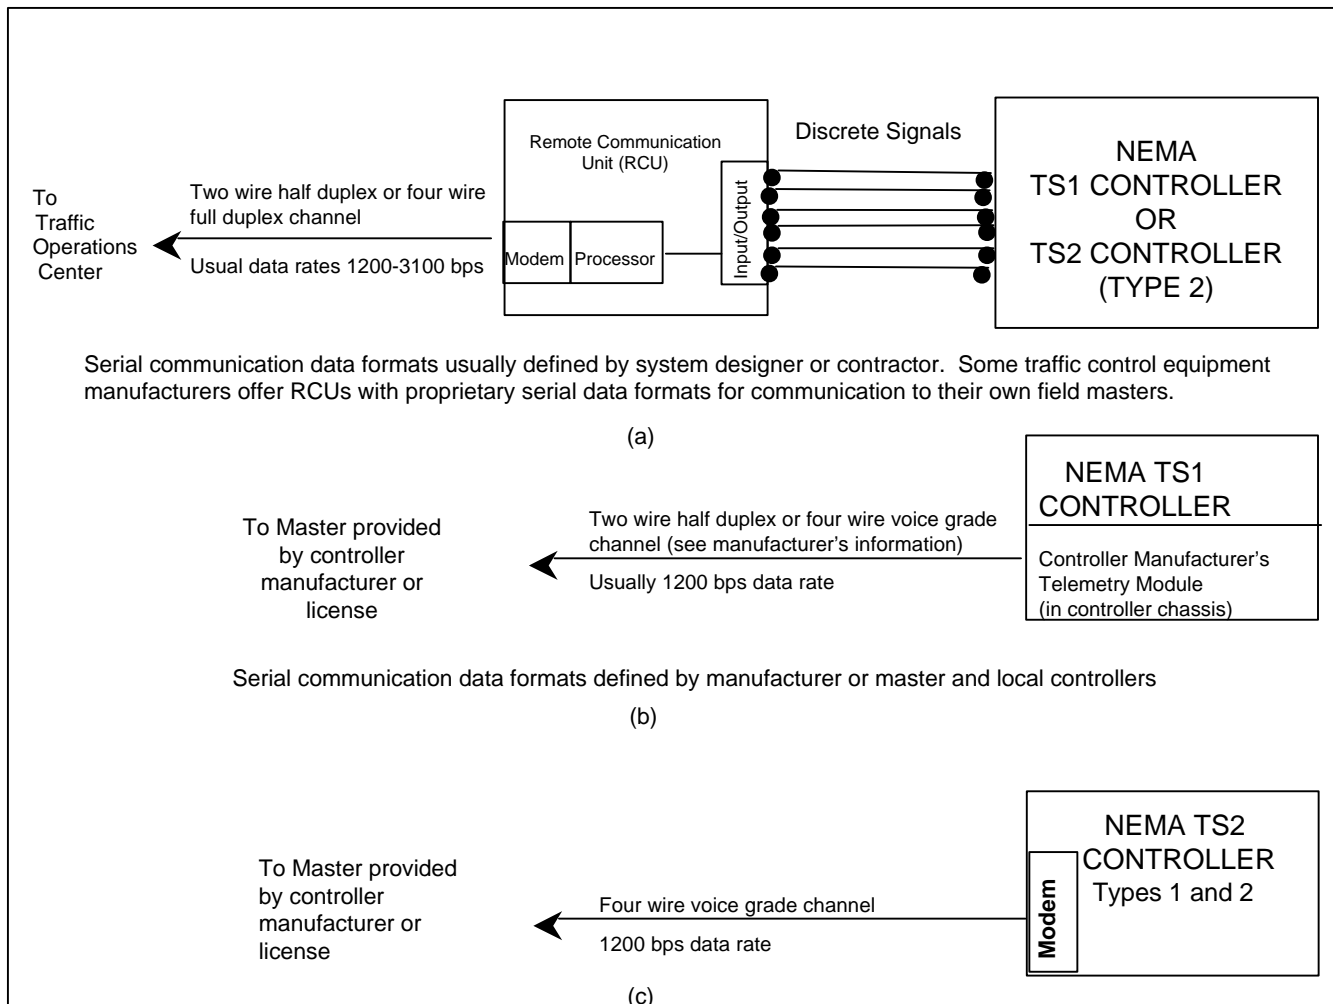 To
Traffic
Operations
Center
Two wire half duplex or four wire
full duplex channel
Usual data rates 1200-3100 bps
Remote Communication
Unit (RCU)
Modem
Processor
Input/Output
Discrete Signals
NEMA
TS1 CONTROLLER
OR
TS2 CONTROLLER
(TYPE 2)
Serial communication data formats usually defined by system designer or contractor. Some traffic control equipment
manufacturers offer RCUs with proprietary serial data formats for communication to their own field masters.
(a)
To Master provided
by controller
manufacturer or
license
Two wire half duplex or four wire voice grade
channel (see manufacturer's information)
Usually 1200 bps data rate
NEMA TS1
CONTROLLER
Controller Manufacturer's
Telemetry Module
(in controller chassis)
Serial communication data formats defined by manufacturer or master and local controllers
(b)
To Master provided
by controller
manufacturer or
license
Four wire voice grade channel
1200 bps data rate
Modem
NEMA TS2
CONTROLLER
Types 1 and 2
(c)